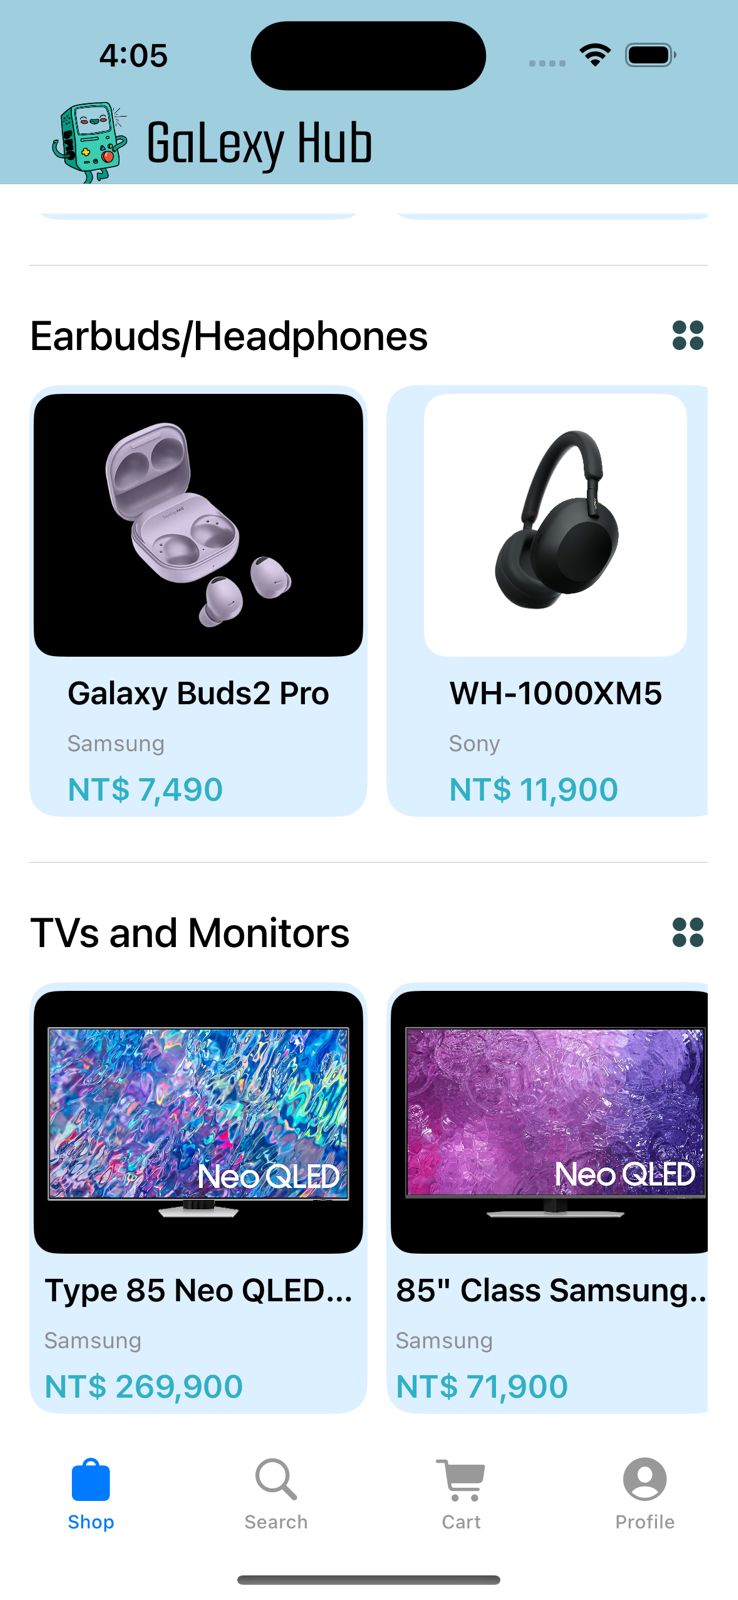 4:05
GaLexy Hub
Earbuds/Headphones
Galaxy Buds2 Pro
Samsung
NT$ 7,490
WH-1000XM5
Sony
NT$ 11,900
TVs and Monitors
Neo QLED
Type 85 Neo QLED...
Samsung
NT$ 269,900
Neo QLED
85" Class Samsung..
Samsung
NT$ 71,900
Shop
Search
Cart
Profile